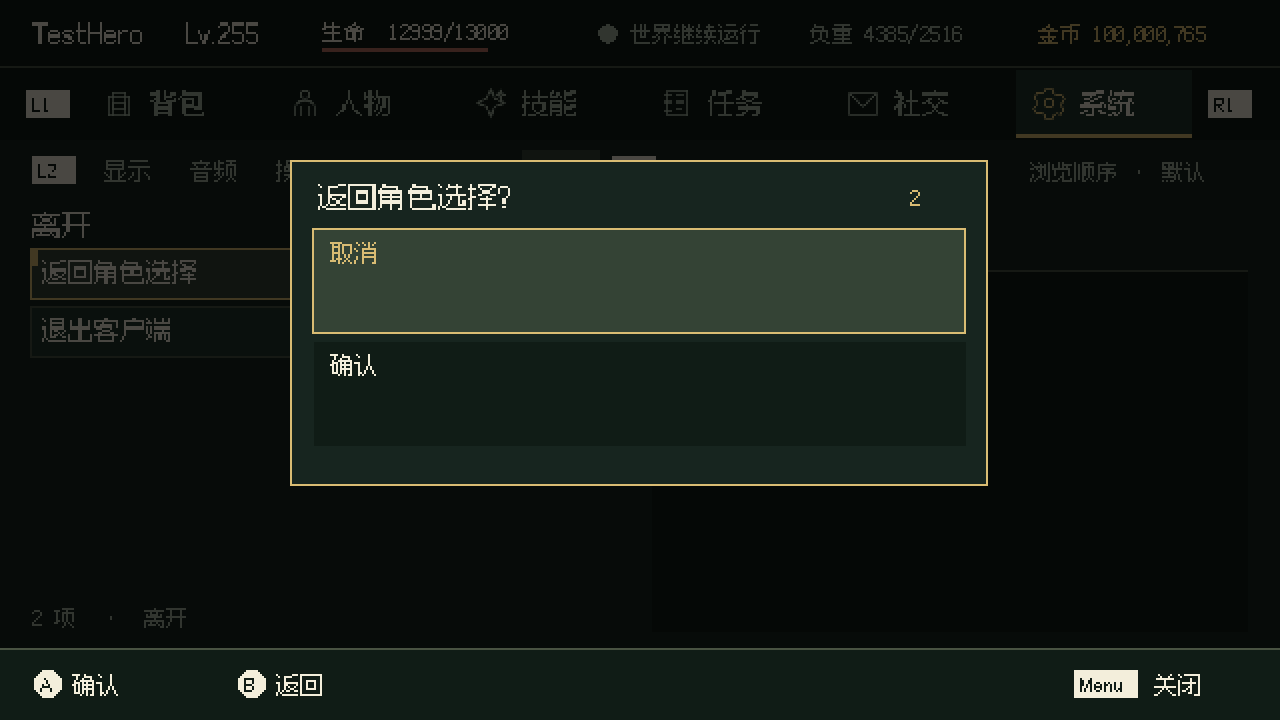 TestHero Lv.255 生命 12999/13000 世界继续运行 负重 4385/2516 金币 100,000,765
L1 背包 人物 技能 任务 社交 系统 R1
L2 显示 音频 浏览顺序 · 默认
离开
返回角色选择
退出客户端
返回角色选择? 2
取消
确认
2 项 · 离开
A 确认 B 返回 Menu 关闭